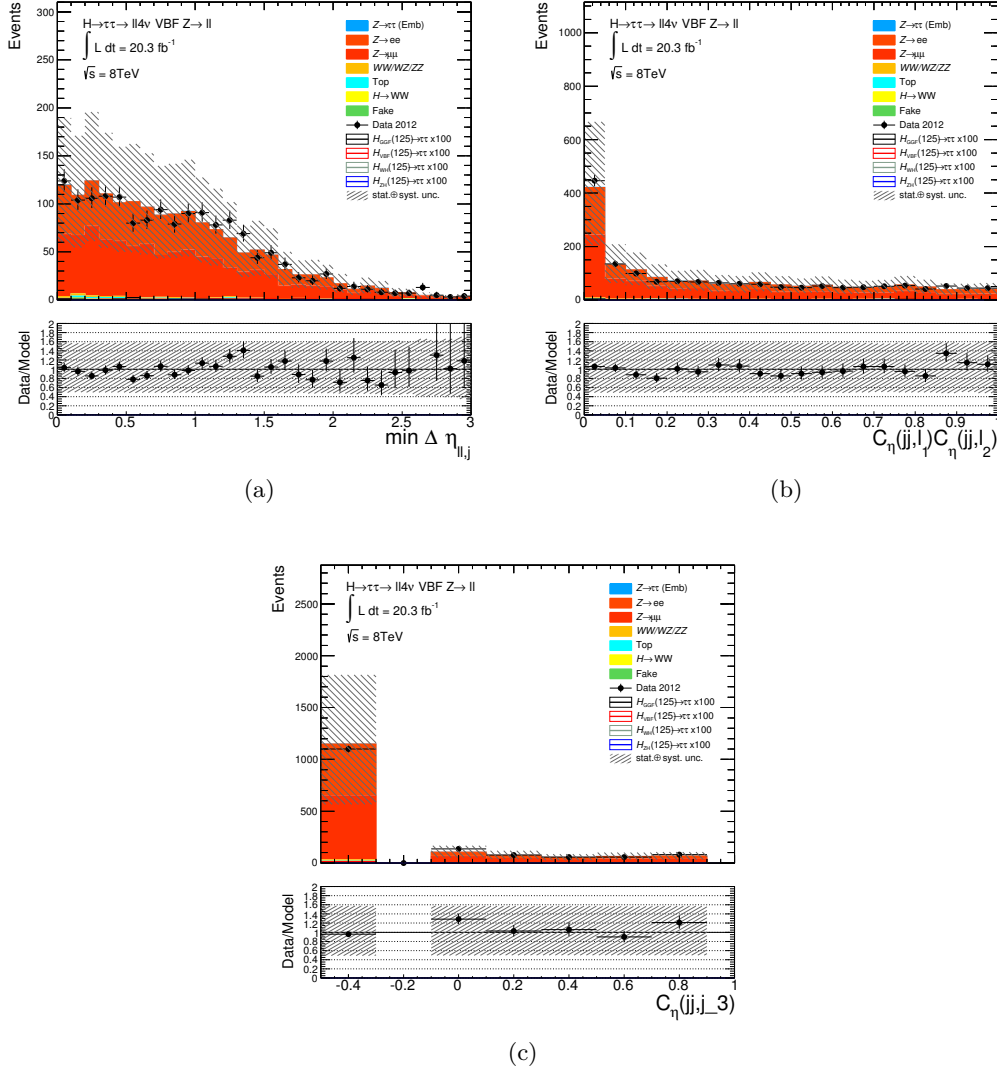 H→ττ→ ll4ν VBF Z→ ll
∫ L dt = 20.3 fb⁻¹
√s = 8TeV
Events
300
250
200
150
100
50
0
Z→ττ (Emb)
Z→ee
Z→μμ
WW/WZ/ZZ
Top
H→WW
Fake
Data 2012
H_GGF(125)→ττ x100
H_VBF(125)→ττ x100
H_WH(125)→ττ x100
H_ZH(125)→ττ x100
stat.⊕syst. unc.
Data/Model
2
1.8
1.6
1.4
1.2
1
0.8
0.6
0.4
0.2
0
0 0.5 1 1.5 2 2.5 3
min Δ η_ll,j
(a)
H→ττ→ ll4ν VBF Z→ ll
∫ L dt = 20.3 fb⁻¹
√s = 8TeV
Events
1000
800
600
400
200
0
Z→ττ (Emb)
Z→ee
Z→μμ
WW/WZ/ZZ
Top
H→WW
Fake
Data 2012
H_GGF(125)→ττ x100
H_VBF(125)→ττ x100
H_WH(125)→ττ x100
H_ZH(125)→ττ x100
stat.⊕syst. unc.
Data/Model
2
1.8
1.6
1.4
1.2
1
0.8
0.6
0.4
0.2
0
0 0.1 0.2 0.3 0.4 0.5 0.6 0.7 0.8 0.9
C_η(jj,l_1)C_η(jj,l_2)
(b)
H→ττ→ ll4ν VBF Z→ ll
∫ L dt = 20.3 fb⁻¹
√s = 8TeV
Events
2500
2000
1500
1000
500
0
Z→ττ (Emb)
Z→ee
Z→μμ
WW/WZ/ZZ
Top
H→WW
Fake
Data 2012
H_GGF(125)→ττ x100
H_VBF(125)→ττ x100
H_WH(125)→ττ x100
H_ZH(125)→ττ x100
stat.⊕syst. unc.
Data/Model
2
1.8
1.6
1.4
1.2
1
0.8
0.6
0.4
0.2
0
-0.4 -0.2 0 0.2 0.4 0.6 0.8 1
C_η(jj,j_3)
(c)